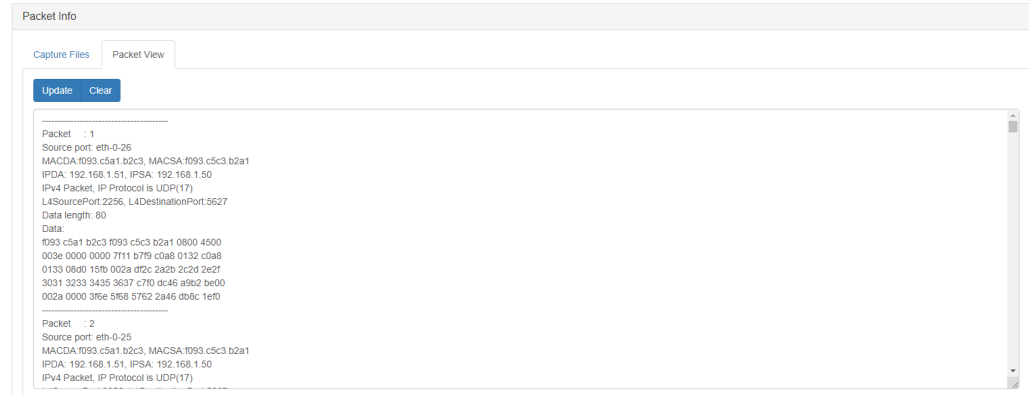 Packet Info
Capture Files Packet View
Update Clear
----------------------------------------
Packet : 1
Source port: eth-0-26
MACDA:f093.c5a1.b2c3, MACSA:f093.c5c3.b2a1
IPDA: 192.168.1.51, IPSA: 192.168.1.50
IPv4 Packet, IP Protocol is UDP(17)
L4SourcePort:2256, L4DestinationPort:5627
Data length: 80
Data:
f093 c5a1 b2c3 f093 c5c3 b2a1 0800 4500
003e 0000 0000 7f11 b7f9 c0a8 0132 c0a8
0133 08d0 15fb 002a df2c 2a2b 2c2d 2e2f
3031 3233 3435 3637 c7f0 dc46 a9b2 be00
002a 0000 3f6e 5f68 5762 2a46 db8c 1ef0
----------------------------------------
Packet : 2
Source port: eth-0-25
MACDA:f093.c5a1.b2c3, MACSA:f093.c5c3.b2a1
IPDA: 192.168.1.51, IPSA: 192.168.1.50
IPv4 Packet, IP Protocol is UDP(17)